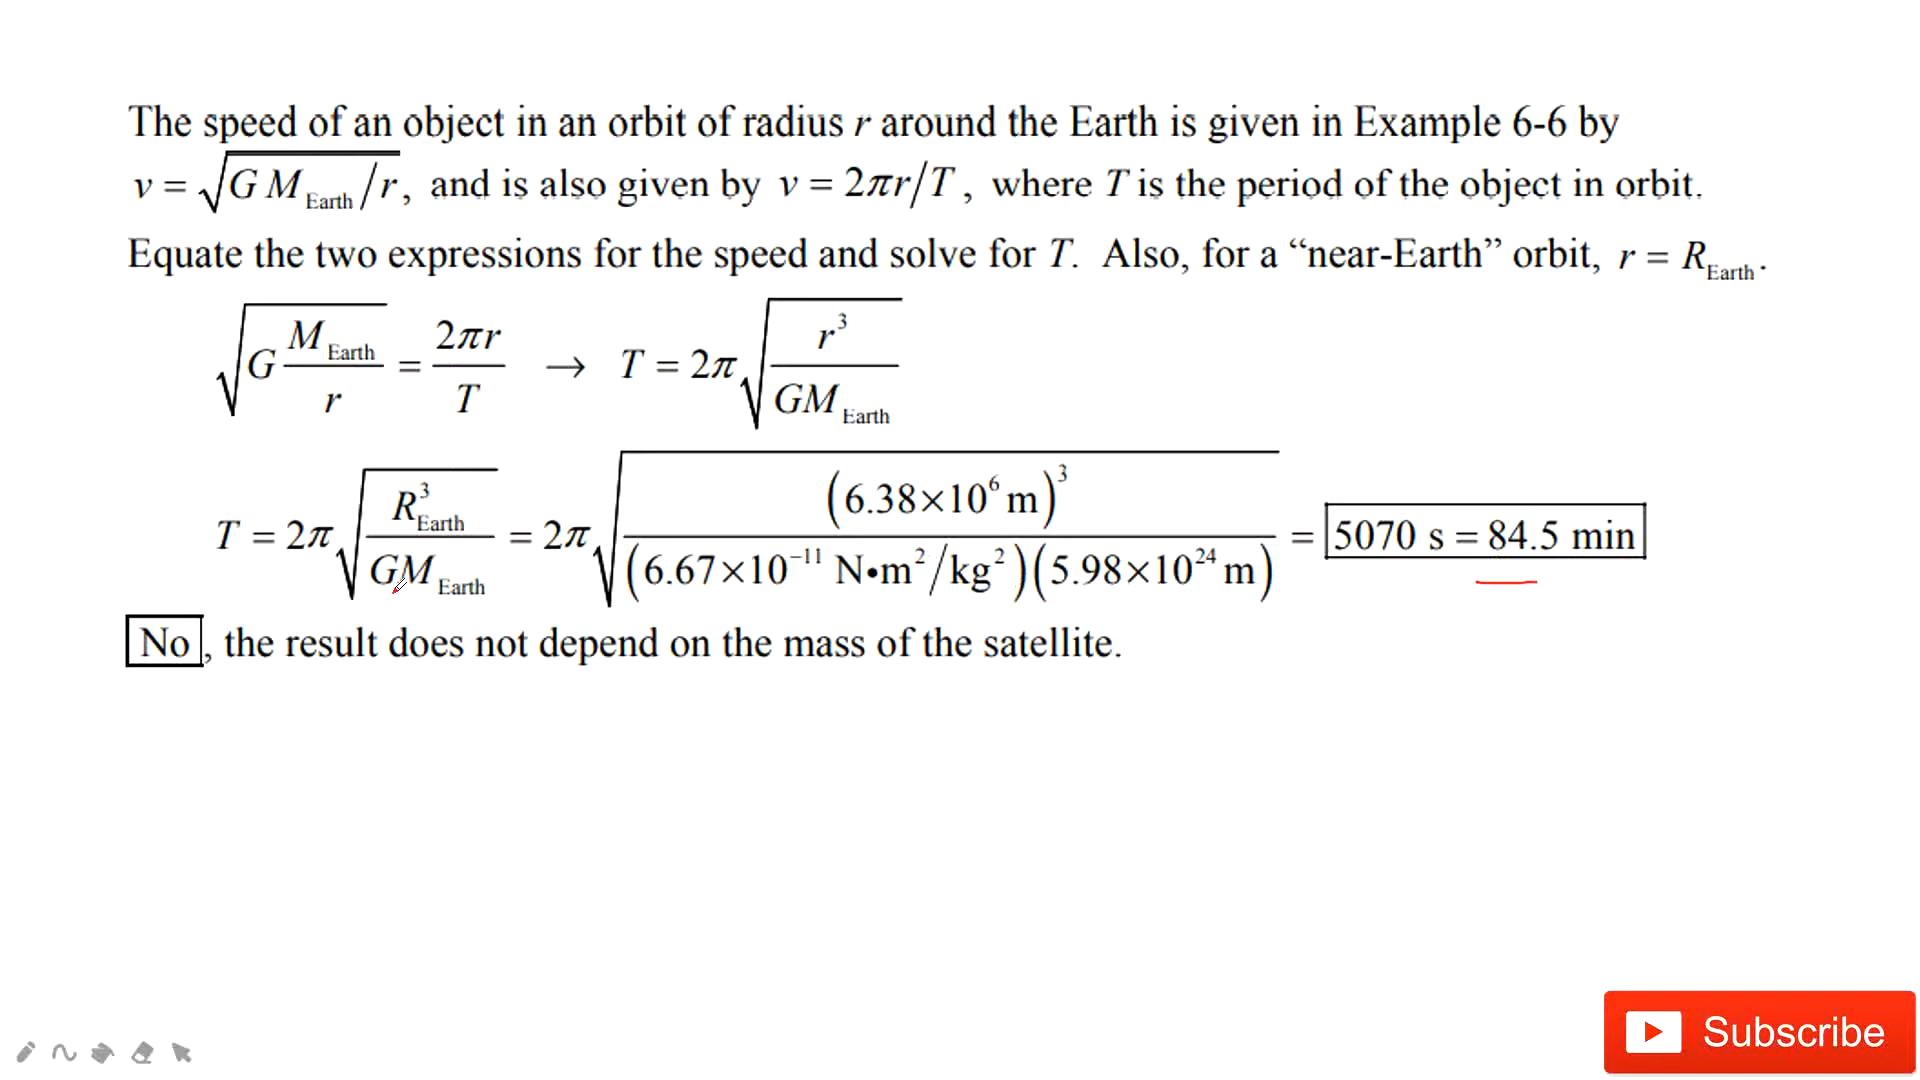 The speed of an object in an orbit of radius r around the Earth is given in Example 6-6 by
v = √(G M_Earth/r), and is also given by v = 2πr/T, where T is the period of the object in orbit.
Equate the two expressions for the speed and solve for T. Also, for a “near-Earth” orbit, r = R_Earth.
√(G M_Earth/r) = 2πr/T → T = 2π√(r³/GM_Earth)
T = 2π√(R³_Earth/GM_Earth) = 2π√((6.38×10⁶ m)³/(6.67×10⁻¹¹ N•m²/kg²)(5.98×10²⁴ m)) = 5070 s = 84.5 min
No, the result does not depend on the mass of the satellite.
Subscribe